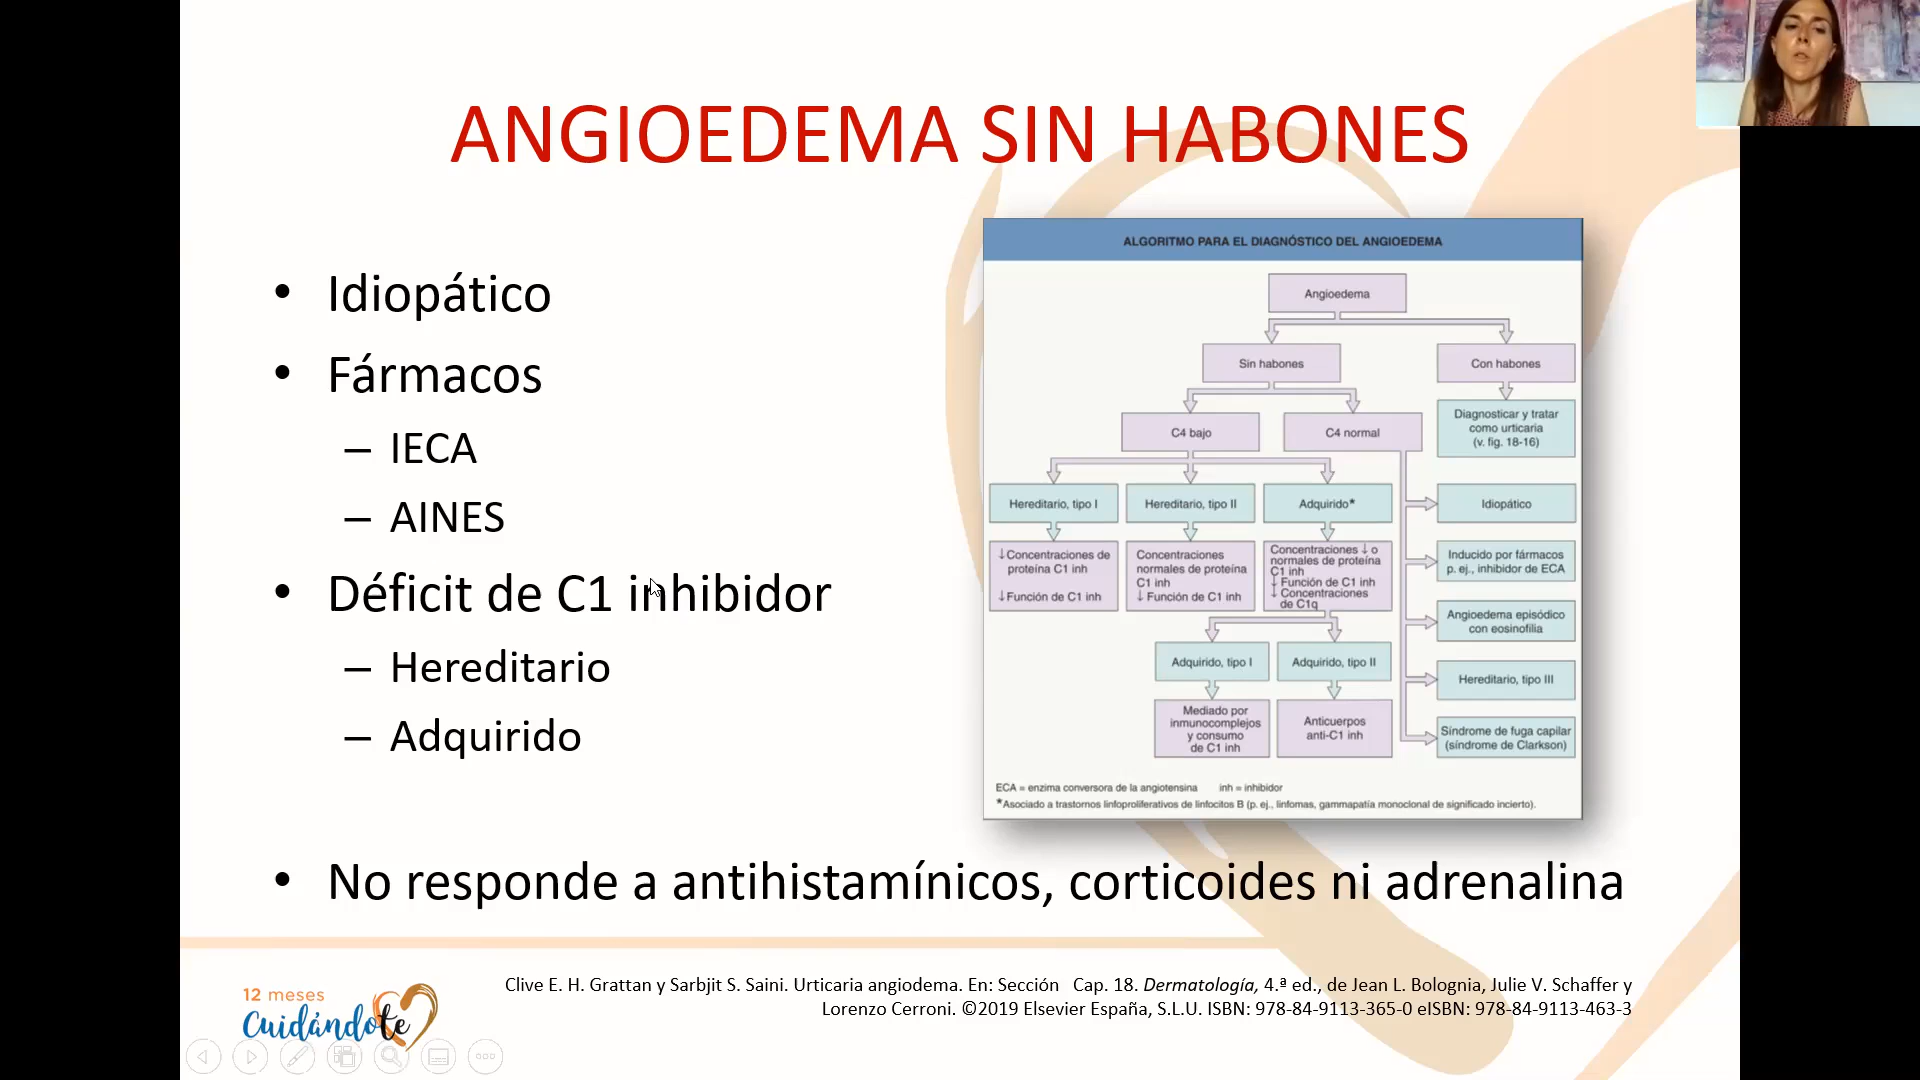 ANGIOEDEMA SIN HABONES
• Idiopático
• Fármacos
– IECA
– AINES
• Déficit de C1 inhibidor
– Hereditario
– Adquirido
• No responde a antihistamínicos, corticoides ni adrenalina
ALGORITMO PARA EL DIAGNÓSTICO DEL ANGIOEDEMA
Angioedema
Sin habones
Con habones
Diagnosticar y tratar
como urticaria
(v. fig. 18-16)
C4 bajo
C4 normal
Hereditario, tipo I
Hereditario, tipo II
Adquirido*
Idiopático
↓Concentraciones de
proteína C1 inh
↓Función de C1 inh
Concentraciones
normales de proteína
C1 inh
↓ Función de C1 inh
Concentraciones ↓ o
normales de proteína
C1 inh
↓ Función de C1 inh
↓ Concentraciones
de C1q
Inducido por fármacos
p. ej., inhibidor de ECA
Angioedema episódico
con eosinofilia
Adquirido, tipo I
Adquirido, tipo II
Hereditario, tipo III
Mediado por
inmunocomplejos
y consumo
de C1 inh
Anticuerpos
anti-C1 inh
Síndrome de fuga capilar
(síndrome de Clarkson)
ECA = enzima conversora de la angiotensina inh = inhibidor
*Asociado a trastornos linfoproliferativos de linfocitos B (p. ej., linfomas, gammapatía monoclonal de significado incierto).
Clive E. H. Grattan y Sarbjit S. Saini. Urticaria angiodema. En: Sección Cap. 18. Dermatología, 4.ª ed., de Jean L. Bolognia, Julie V. Schaffer y
Lorenzo Cerroni. ©2019 Elsevier España, S.L.U. ISBN: 978-84-9113-365-0 eISBN: 978-84-9113-463-3
12 meses
Cuidándote